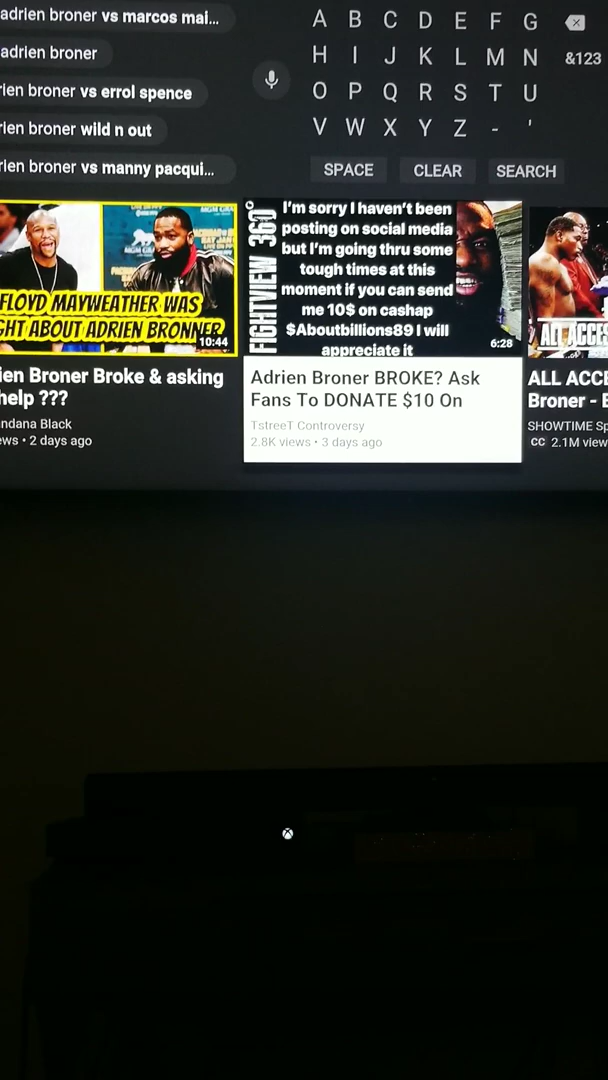 adrien broner vs marcos mai...
adrien broner
rien broner vs errol spence
rien broner wild n out
rien broner vs manny pacqui...
A B C D E F G
H I J K L M N
O P Q R S T U
V W X Y Z - '
&123
SPACE CLEAR SEARCH
FLOYD MAYWEATHER WAS
GHT ABOUT ADRIEN BRONNER
10:44
ien Broner Broke & asking
help ???
ndana Black
ews • 2 days ago
FIGHTVIEW 360°
I'm sorry I haven't been
posting on social media
but I'm going thru some
tough times at this
moment if you can send
me 10$ on cashap
$Aboutbillions89 I will
appreciate it
6:28
Adrien Broner BROKE? Ask
Fans To DONATE $10 On
TstreeT Controversy
2.8K views • 3 days ago
ALL ACCES
ALL ACCE
Broner - E
SHOWTIME Sp
CC 2.1M view